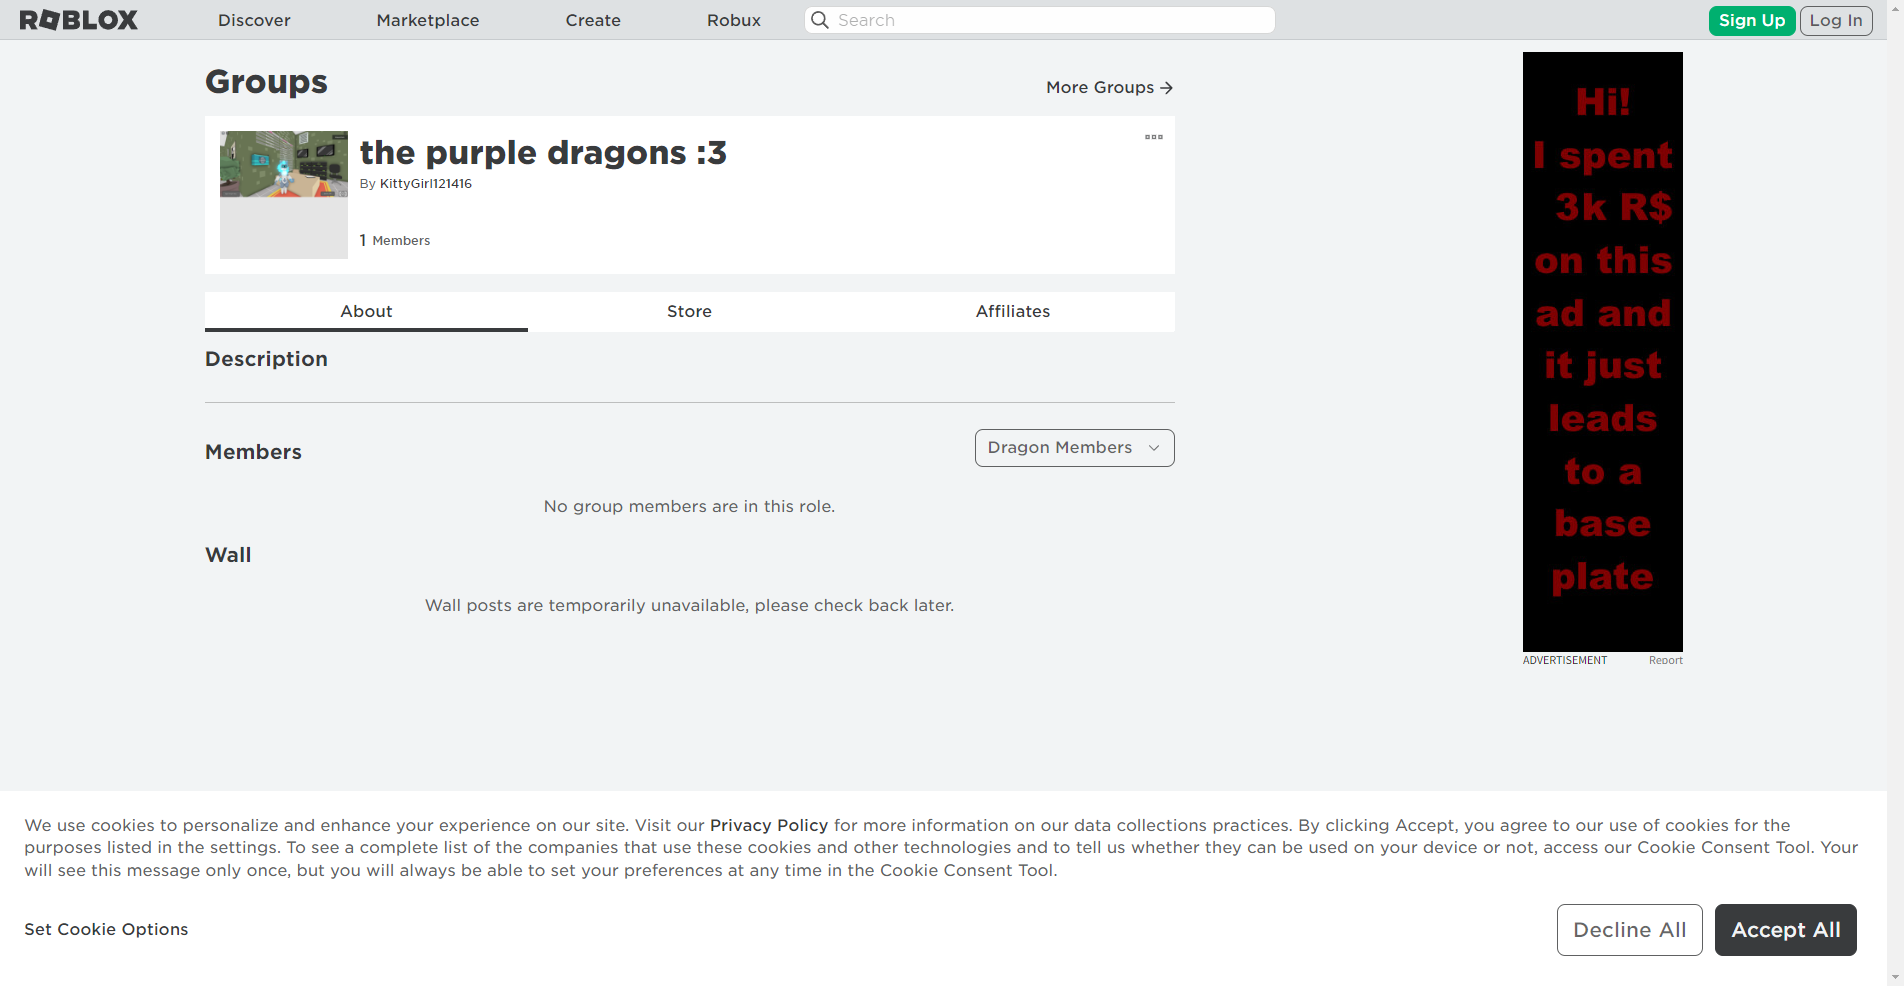 ROBLOX
Discover
Marketplace
Create
Robux
Search
Sign Up
Log In
Groups
More Groups →
the purple dragons :3
By KittyGirl121416
1 Members
About
Store
Affiliates
Description
Members
Dragon Members
No group members are in this role.
Wall
Wall posts are temporarily unavailable, please check back later.
Hi!
I spent
3k R$
on this
ad and
it just
leads
to a
base
plate
ADVERTISEMENT
Report
We use cookies to personalize and enhance your experience on our site. Visit our Privacy Policy for more information on our data collections practices. By clicking Accept, you agree to our use of cookies for the
purposes listed in the settings. To see a complete list of the companies that use these cookies and other technologies and to tell us whether they can be used on your device or not, access our Cookie Consent Tool. Your
will see this message only once, but you will always be able to set your preferences at any time in the Cookie Consent Tool.
Set Cookie Options
Decline All
Accept All